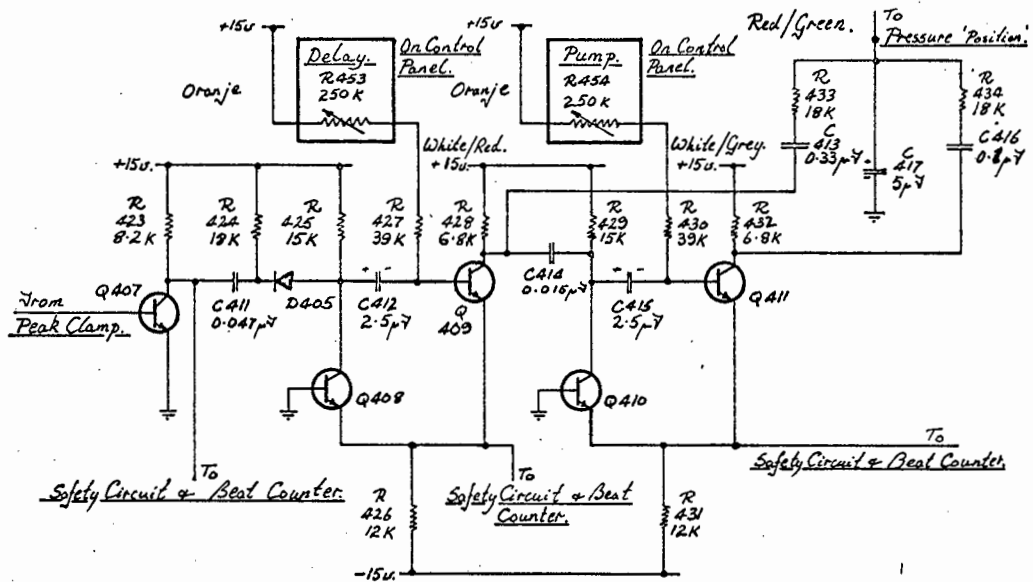 +15v.
Delay.
R453
250K
On Control
Panel.
Oranje
+15v
Pump.
R454
250K
On Control
Panel.
Oranje
Red/Green.
To
Pressure 'Position'.
R
433
18K
C
413
0.33µF
C
417
5µF
R
434
18K
C416
+15v.
White/Red.
+15v.
White/Grey.
+15v.
R
423
8.2K
R
424
18K
R
425
15K
R
427
39K
R
428
6.8K
R
429
15K
R
430
39K
R
432
6.8K
Q407
From
Peak Clamp.
C411
0.047µF
D405
+ -
C412
2.5µF
Q
409
C414
0.015µF
+ -
C415
2.5µF
Q411
Q408
Q410
To
Safety Circuit & Beat Counter.
To
Safety Circuit & Beat
Counter.
To
Safety Circuit & Beat Counter.
R
426
12K
R
431
12K
-15v.